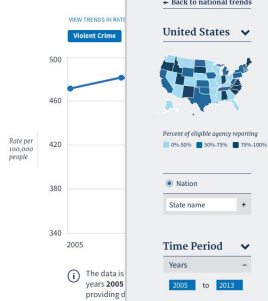 ← Back to national trends
VIEW TRENDS IN RATE
Violent Crime
United States
500
460
420
380
340
2005
Rate per
100,000
people
The data is
years 2005
providing d
Percent of eligible agency reporting
0%-50% 50%-75% 75%-100%
Nation
State name +
Time Period
Years –
2005 to 2013